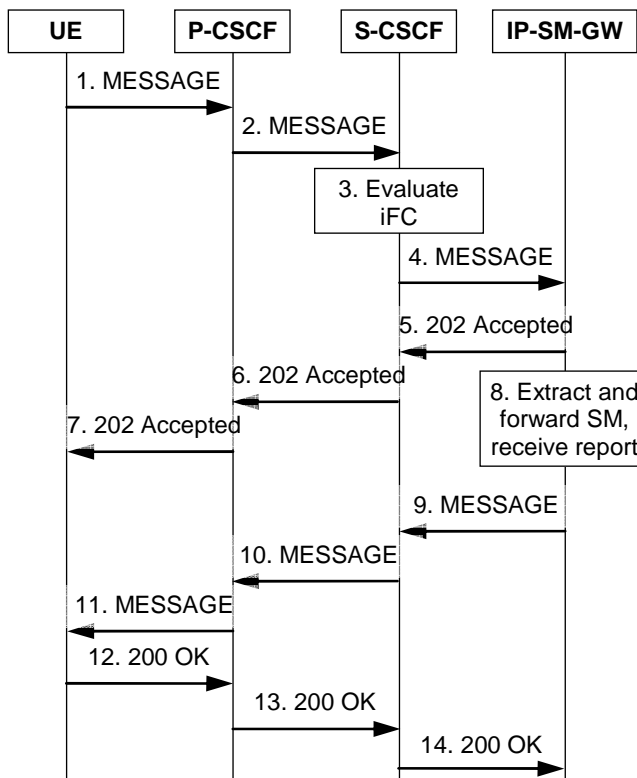 UE
P-CSCF
S-CSCF
IP-SM-GW
1. MESSAGE
2. MESSAGE
3. Evaluate
iFC
4. MESSAGE
5. 202 Accepted
6. 202 Accepted
7. 202 Accepted
8. Extract and
forward SM,
receive report
9. MESSAGE
10. MESSAGE
11. MESSAGE
12. 200 OK
13. 200 OK
14. 200 OK